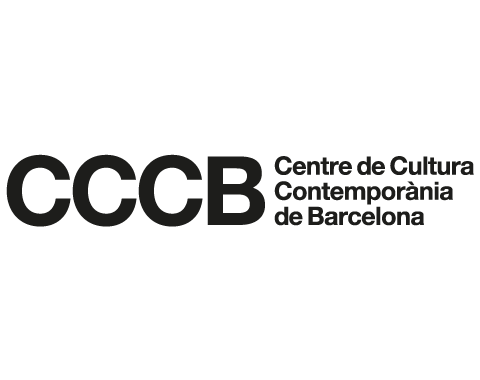 CCCB
Centre de Cultura
Contemporània
de Barcelona